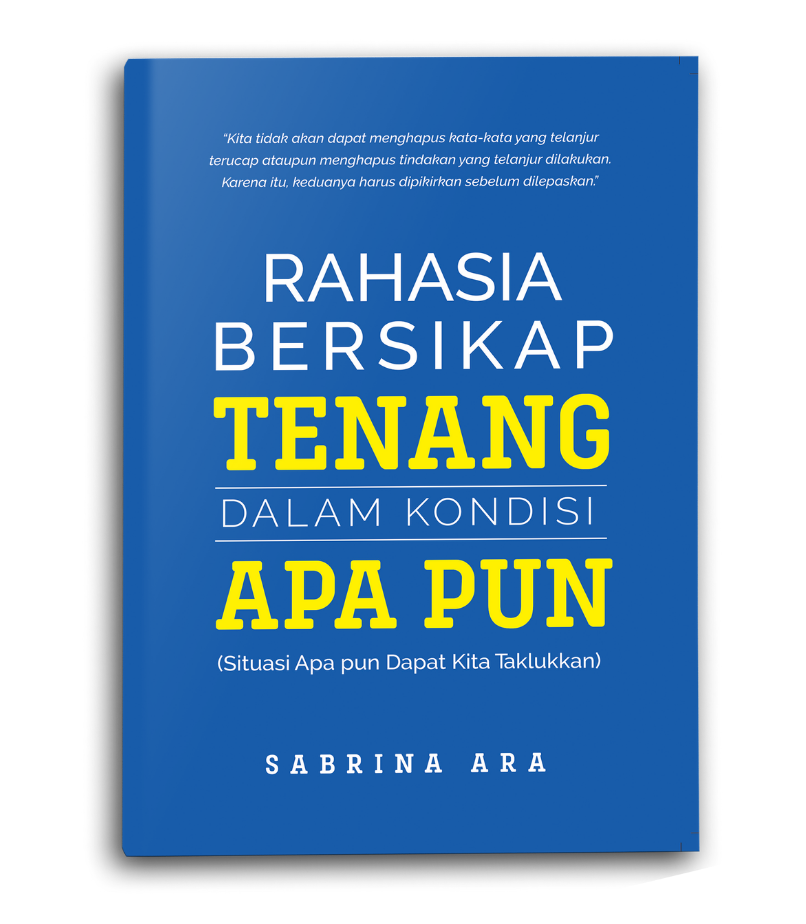 "Kita tidak akan dapat menghapus kata-kata yang telanjur
terucap ataupun menghapus tindakan yang telanjur dilakukan.
Karena itu, keduanya harus dipikirkan sebelum dilepaskan."
RAHASIA
BERSIKAP
TENANG
DALAM KONDISI
APA PUN
(Situasi Apa pun Dapat Kita Taklukkan)
SABRINA ARA